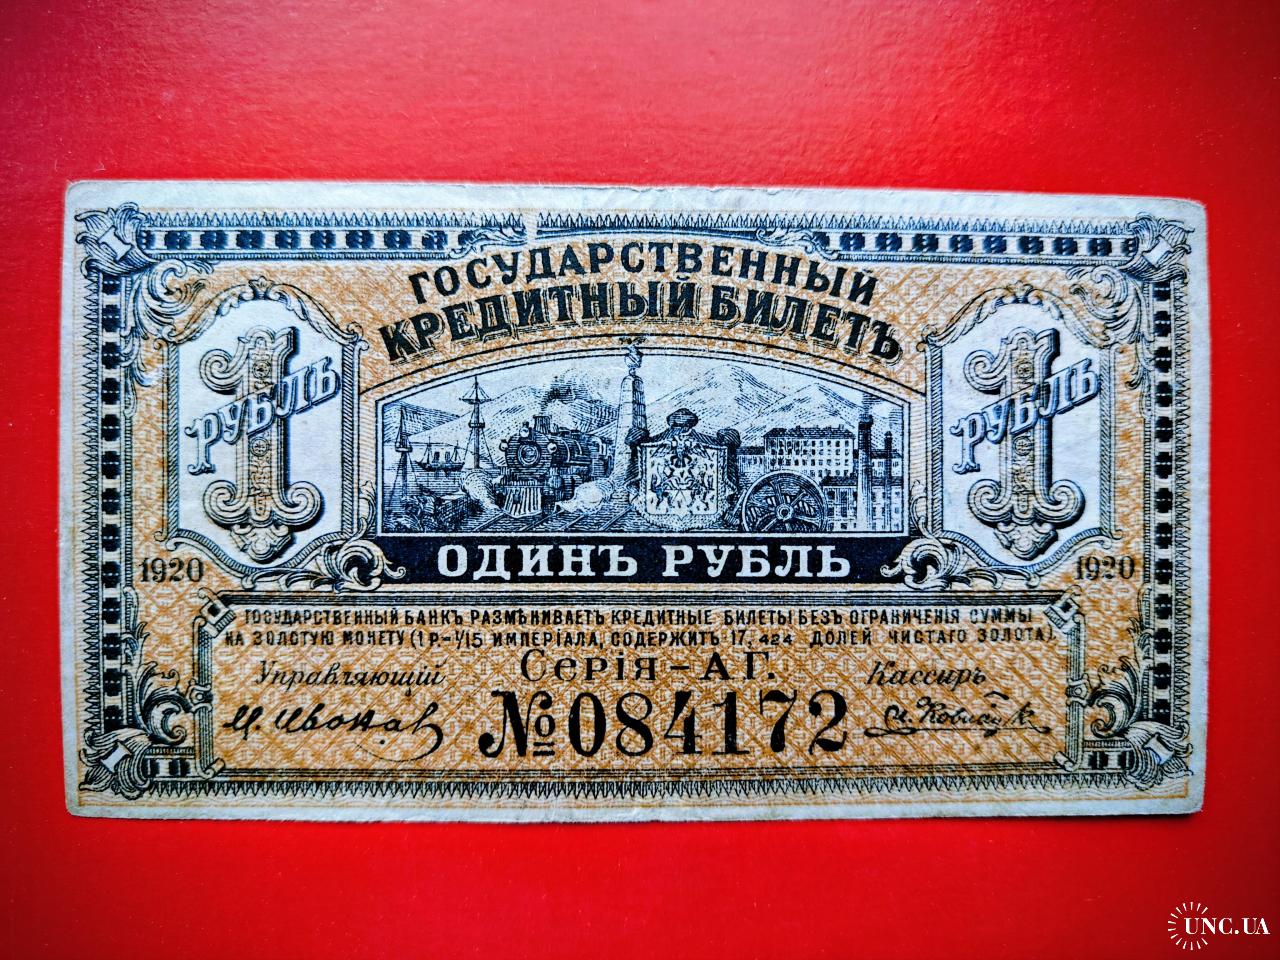 ГОСУДАРСТВЕННЫЙ
КРЕДИТНЫЙ БИЛЕТЪ
1 РУБЛЬ
1 РУБЛЬ
ОДИНЪ РУБЛЬ
1920
1920
ГОСУДАРСТВЕННЫЙ БАНКЪ РАЗМѢНИВАЕТЪ КРЕДИТНЫЕ БИЛЕТЫ БЕЗЪ ОГРАНИЧЕНІЯ СУММЫ
НА ЗОЛОТУЮ МОНЕТУ (1 Р.-1/15 ИМПЕРІАЛА, СОДЕРЖИТЪ 17, 424 ДОЛЕЙ ЧИСТАГО ЗОЛОТА).
Управляющій Серія-АГ. Кассиръ
№ 084172
UNC.UA